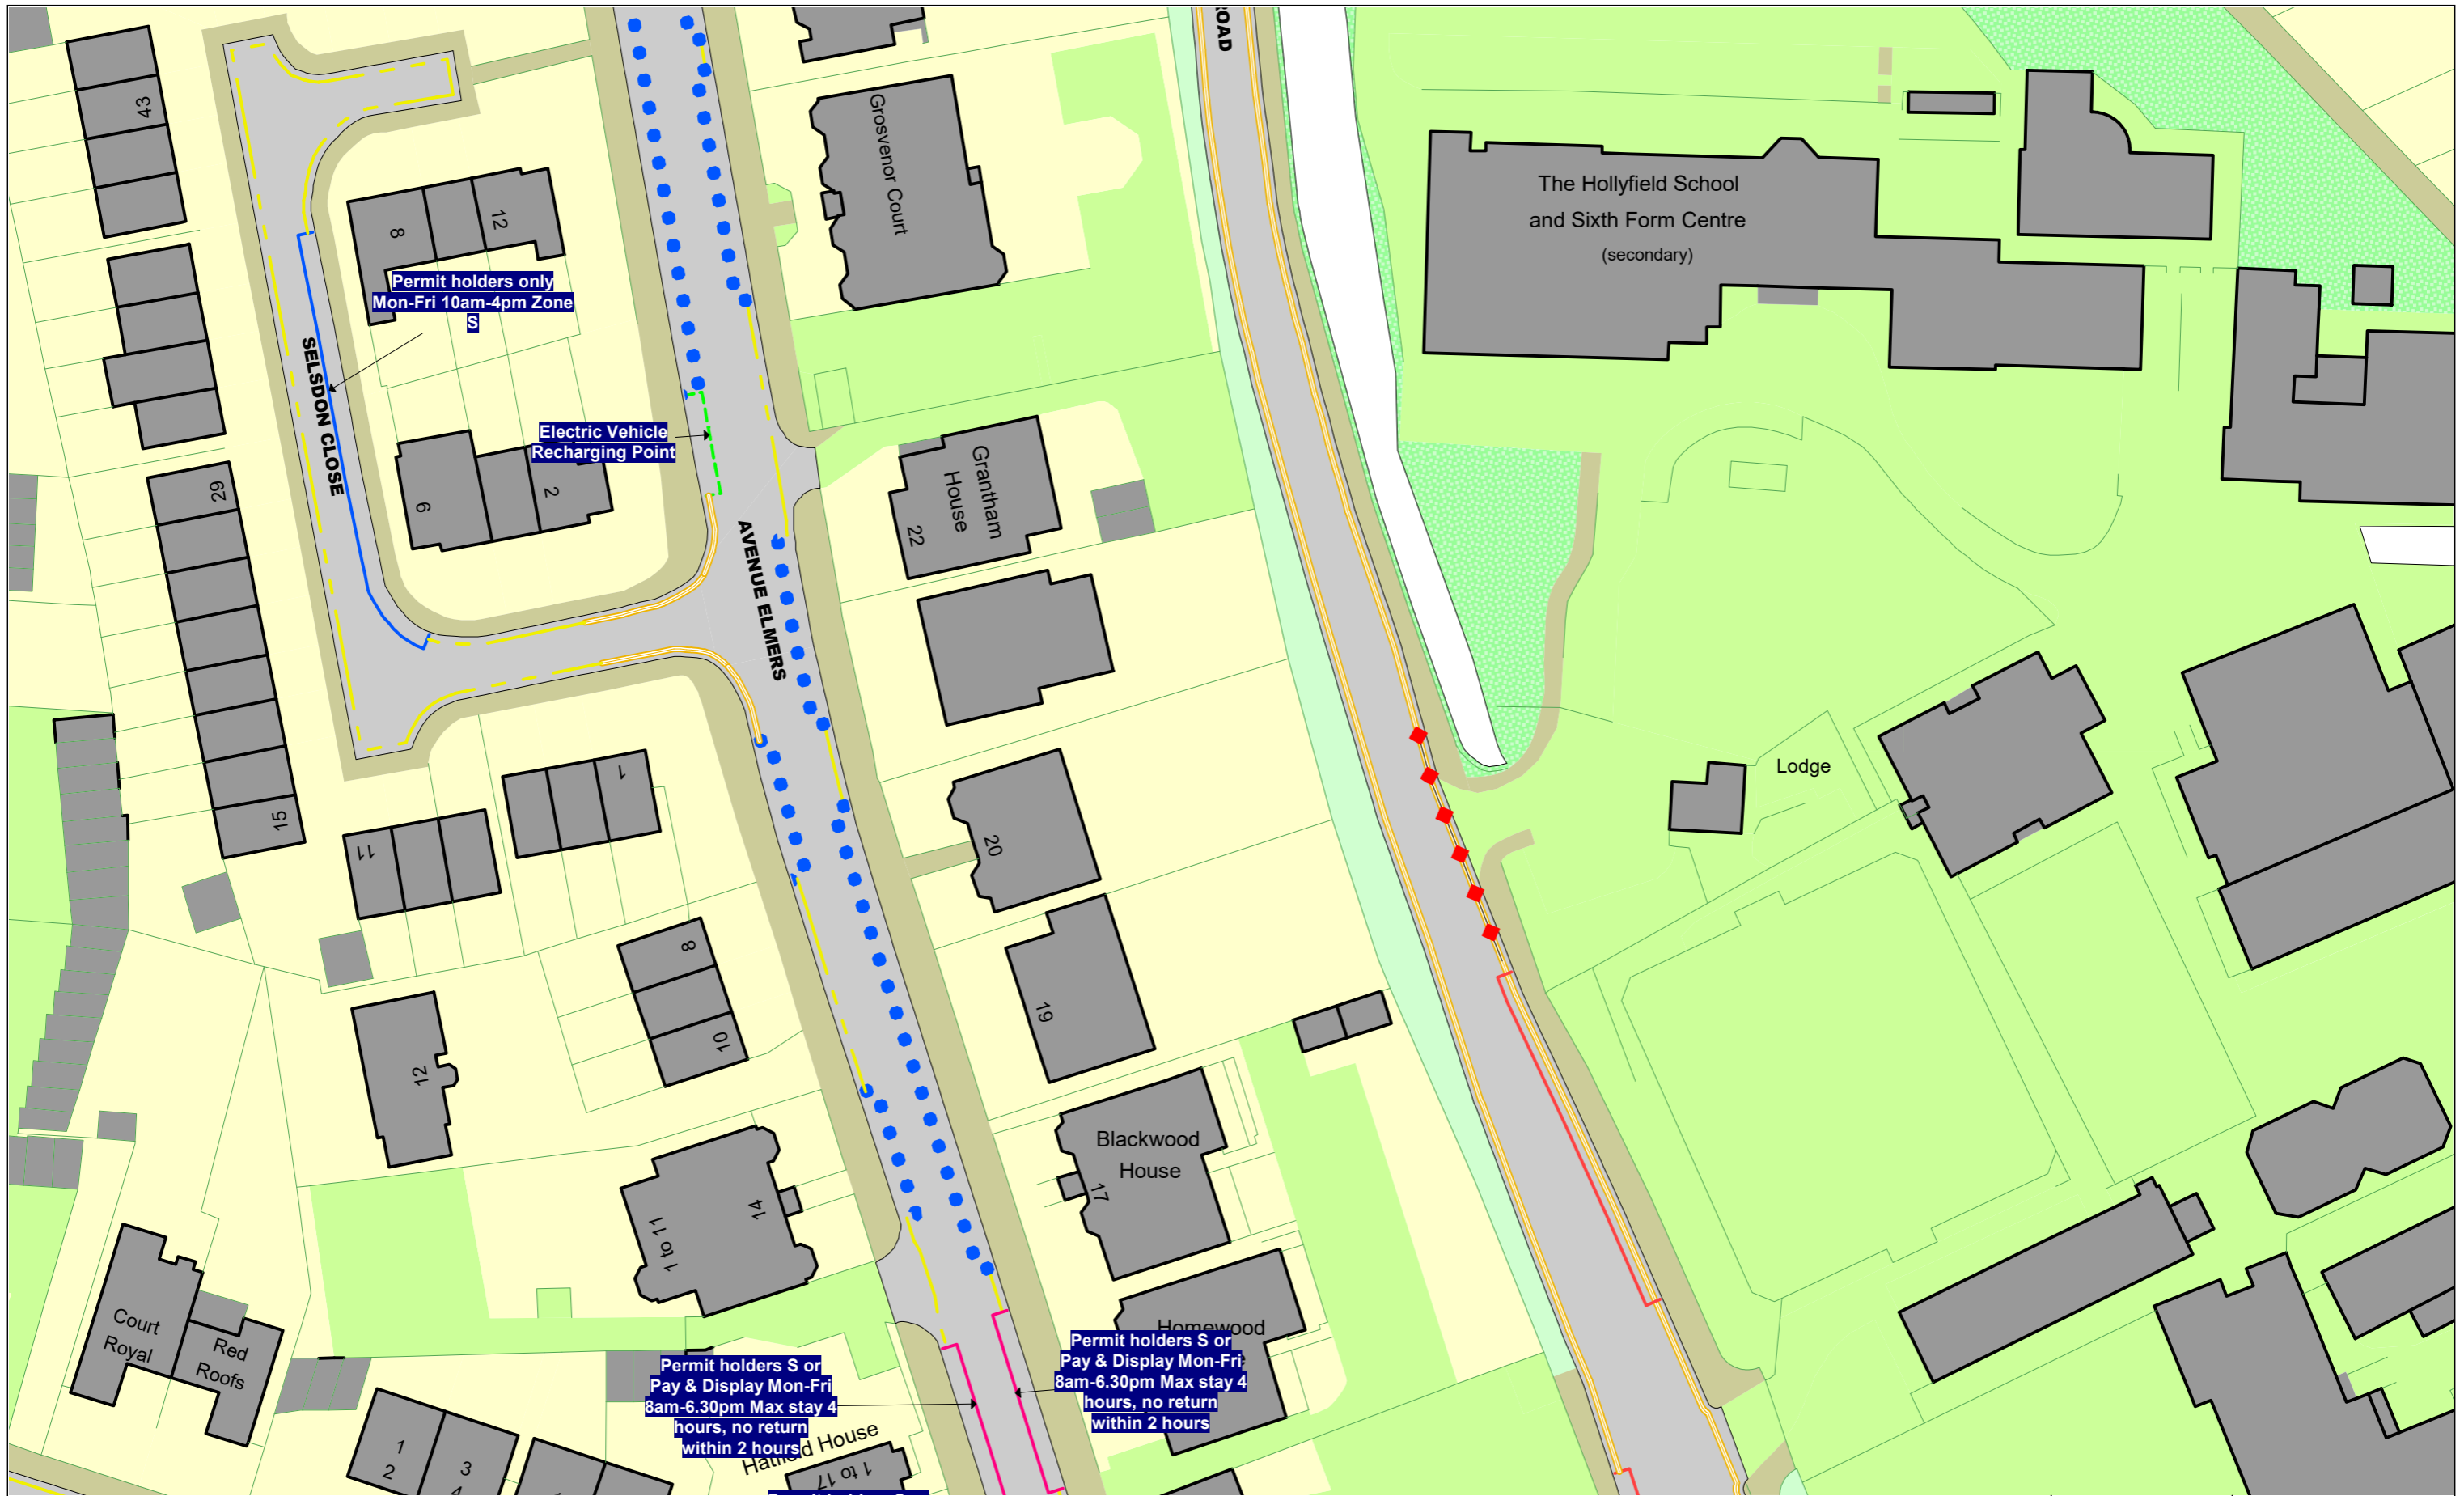 ROAD
43
Grosvenor Court
The Hollyfield School
and Sixth Form Centre
(secondary)
8
12
Permit holders only
Mon-Fri 10am-4pm Zone
S
SELSDON CLOSE
Electric Vehicle
Recharging Point
Grantham
House
22
29
6
2
AVENUE ELMERS
Lodge
1
15
11
20
8
19
10
12
Blackwood
House
17
14
1 to 11
Court
Royal
Red
Roofs
Homewood
Permit holders S or
Pay & Display Mon-Fri
8am-6.30pm Max stay 4
hours, no return
within 2 hours
Permit holders S or
Pay & Display Mon-Fri
8am-6.30pm Max stay 4
hours, no return
within 2 hours
House
1 to 17
1
2
3